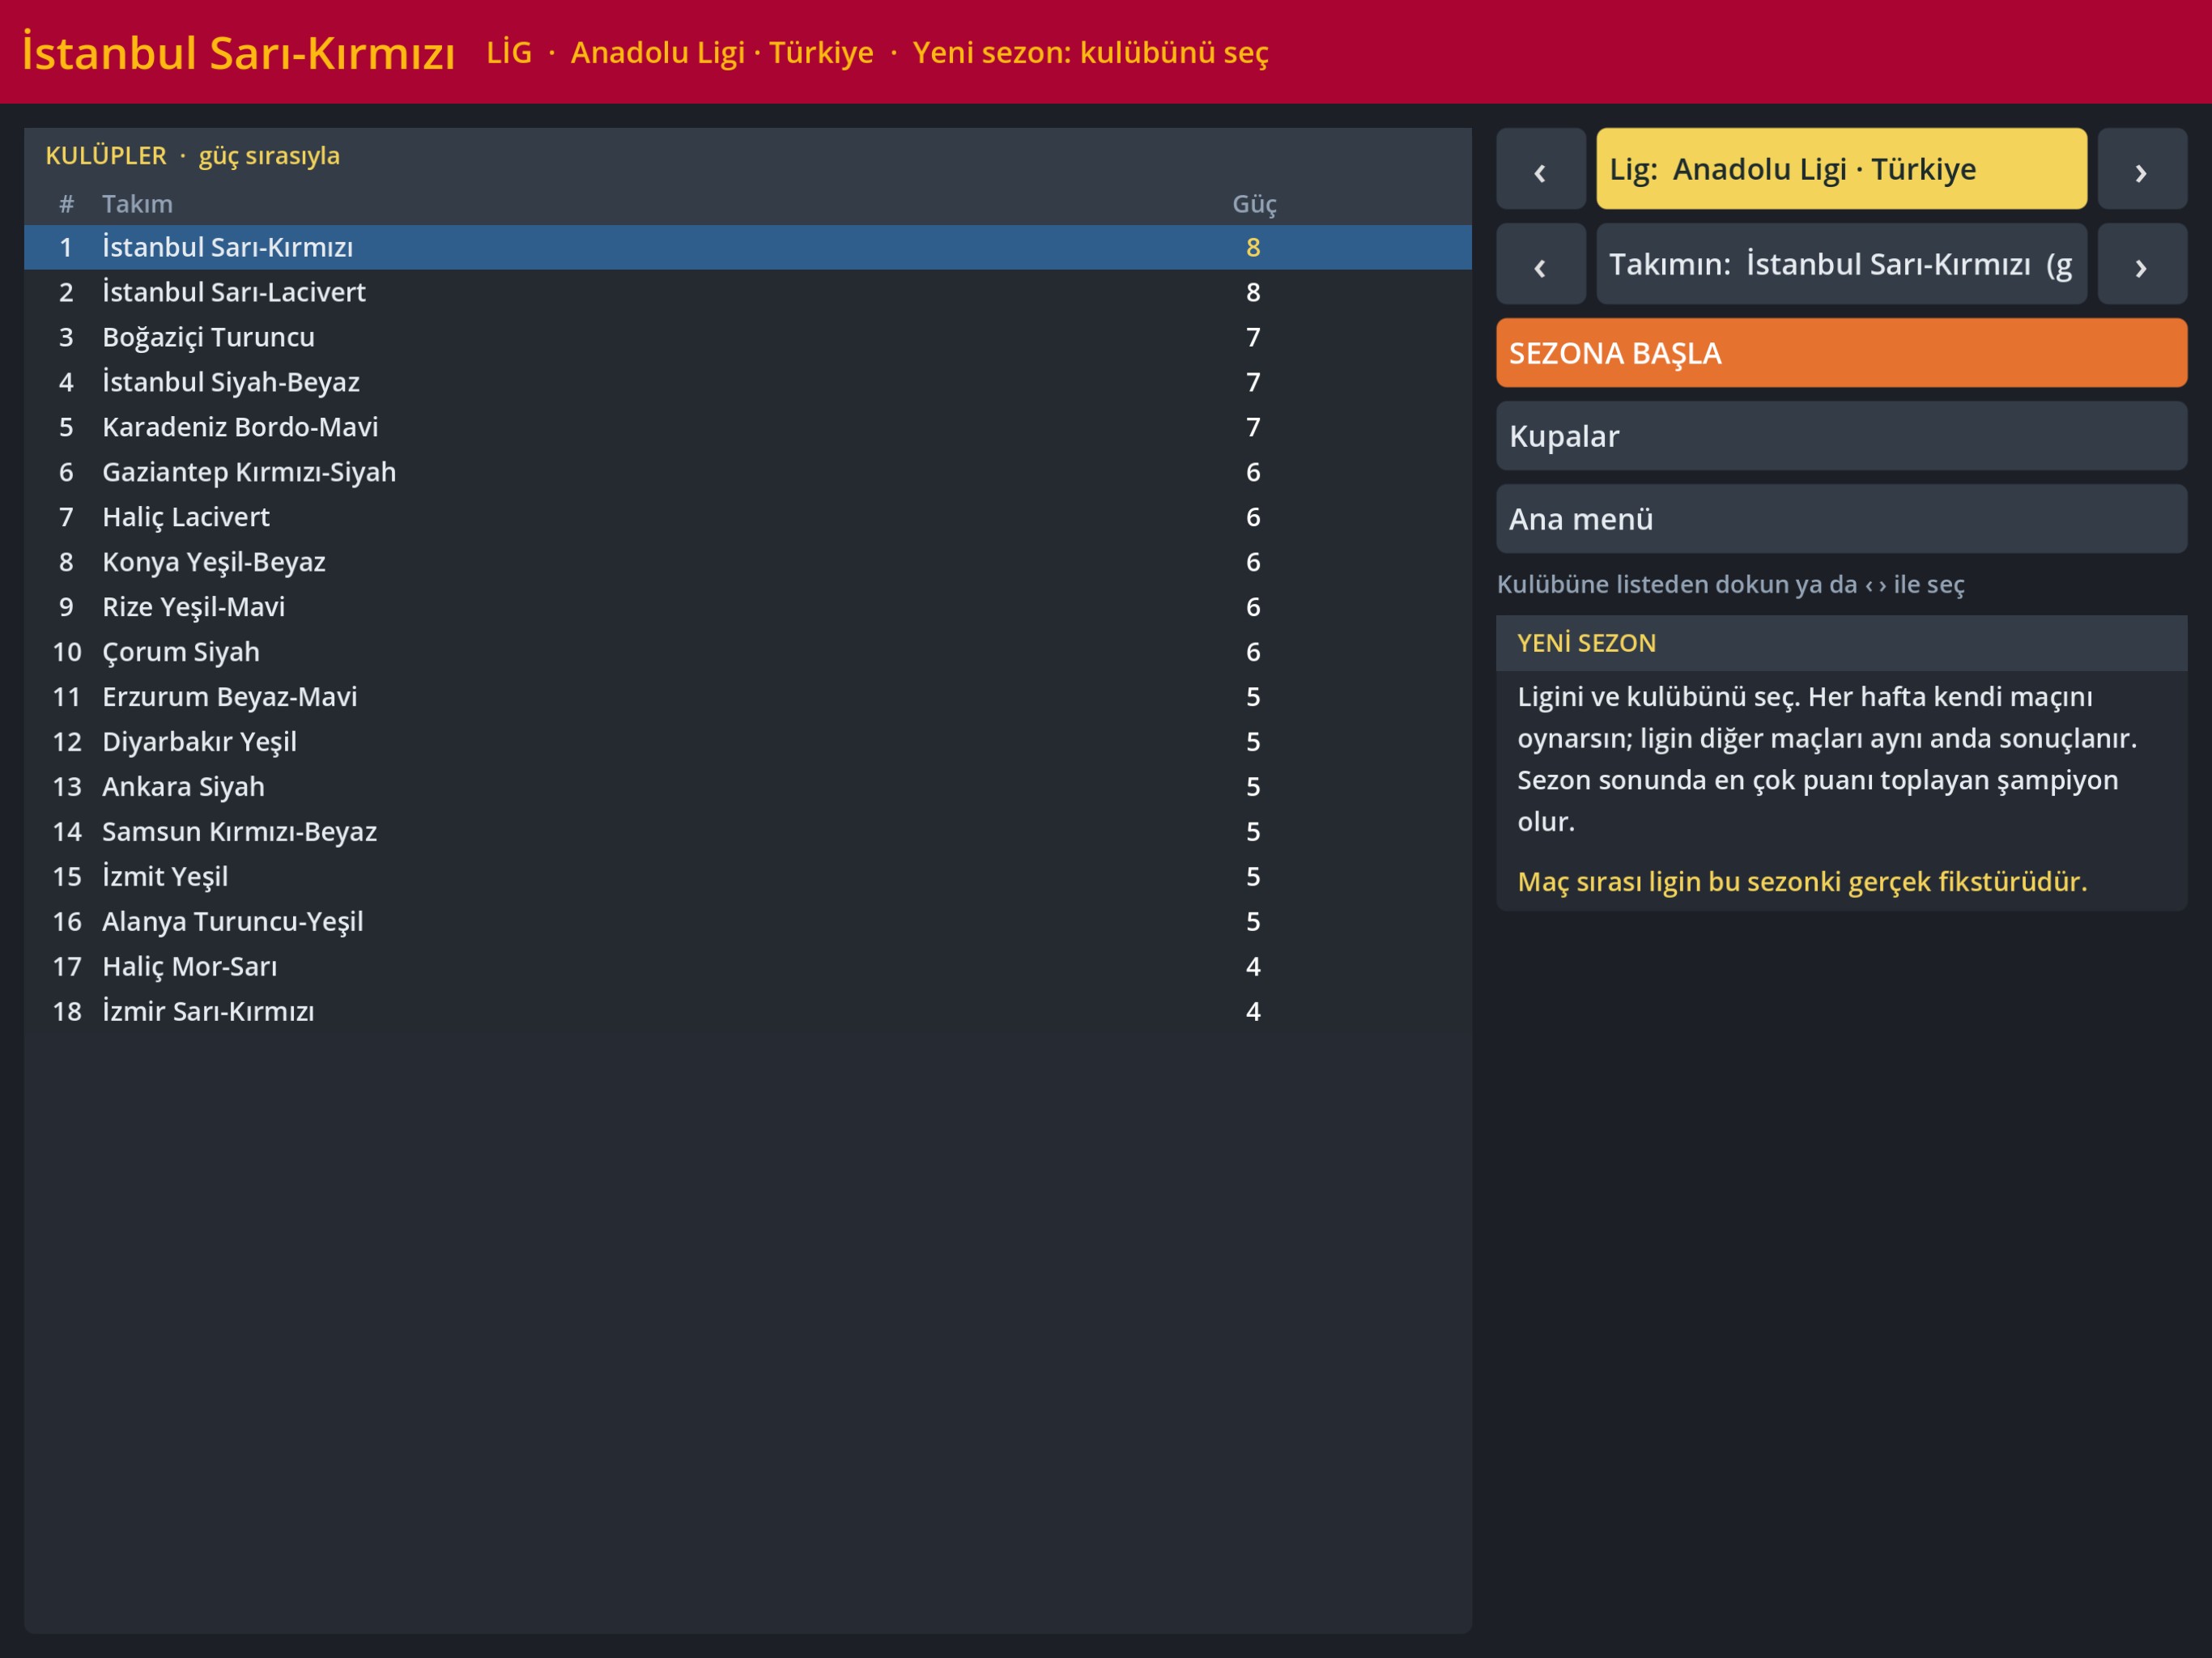 İstanbul Sarı-Kırmızı LİG · Anadolu Ligi · Türkiye · Yeni sezon: kulübünü seç
KULÜPLER · güç sırasıyla
# Takım Güç
1 İstanbul Sarı-Kırmızı 8
2 İstanbul Sarı-Lacivert 8
3 Boğaziçi Turuncu 7
4 İstanbul Siyah-Beyaz 7
5 Karadeniz Bordo-Mavi 7
6 Gaziantep Kırmızı-Siyah 6
7 Haliç Lacivert 6
8 Konya Yeşil-Beyaz 6
9 Rize Yeşil-Mavi 6
10 Çorum Siyah 6
11 Erzurum Beyaz-Mavi 5
12 Diyarbakır Yeşil 5
13 Ankara Siyah 5
14 Samsun Kırmızı-Beyaz 5
15 İzmit Yeşil 5
16 Alanya Turuncu-Yeşil 5
17 Haliç Mor-Sarı 4
18 İzmir Sarı-Kırmızı 4
‹ Lig: Anadolu Ligi · Türkiye ›
‹ Takımın: İstanbul Sarı-Kırmızı (g ›
SEZONA BAŞLA
Kupalar
Ana menü
Kulübüne listeden dokun ya da ‹ › ile seç
YENİ SEZON
Ligini ve kulübünü seç. Her hafta kendi maçını
oynarsın; ligin diğer maçları aynı anda sonuçlanır.
Sezon sonunda en çok puanı toplayan şampiyon
olur.
Maç sırası ligin bu sezonki gerçek fikstürüdür.